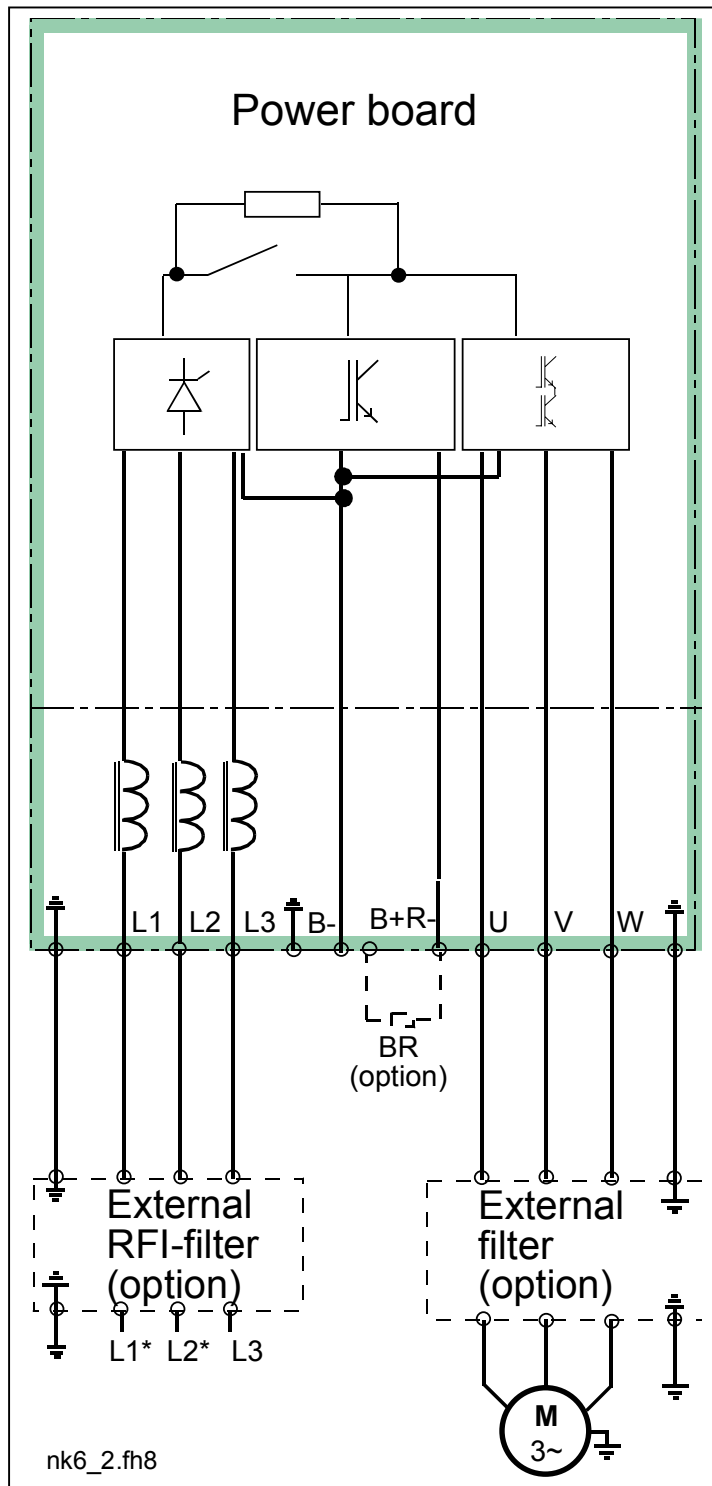 Power board
L1 L2 L3 B- B+ R- U V W
BR
(option)
External
RFI-filter
(option)
External
filter
(option)
L1* L2* L3
M
3~
nk6_2.fh8